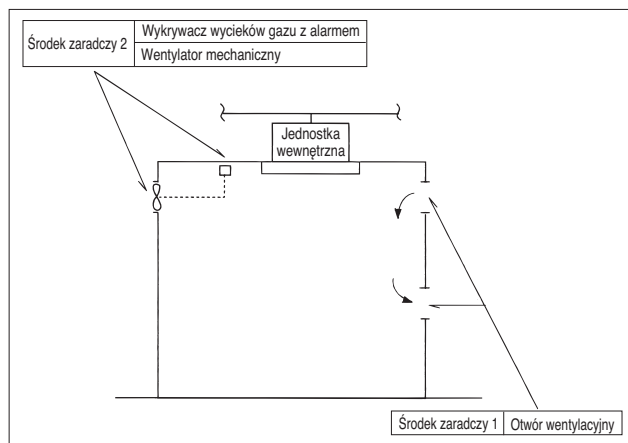 Środek zaradczy 2
Wykrywacz wycieków gazu z alarmem
Wentylator mechaniczny
Jednostka
wewnętrzna
Środek zaradczy 1
Otwór wentylacyjny